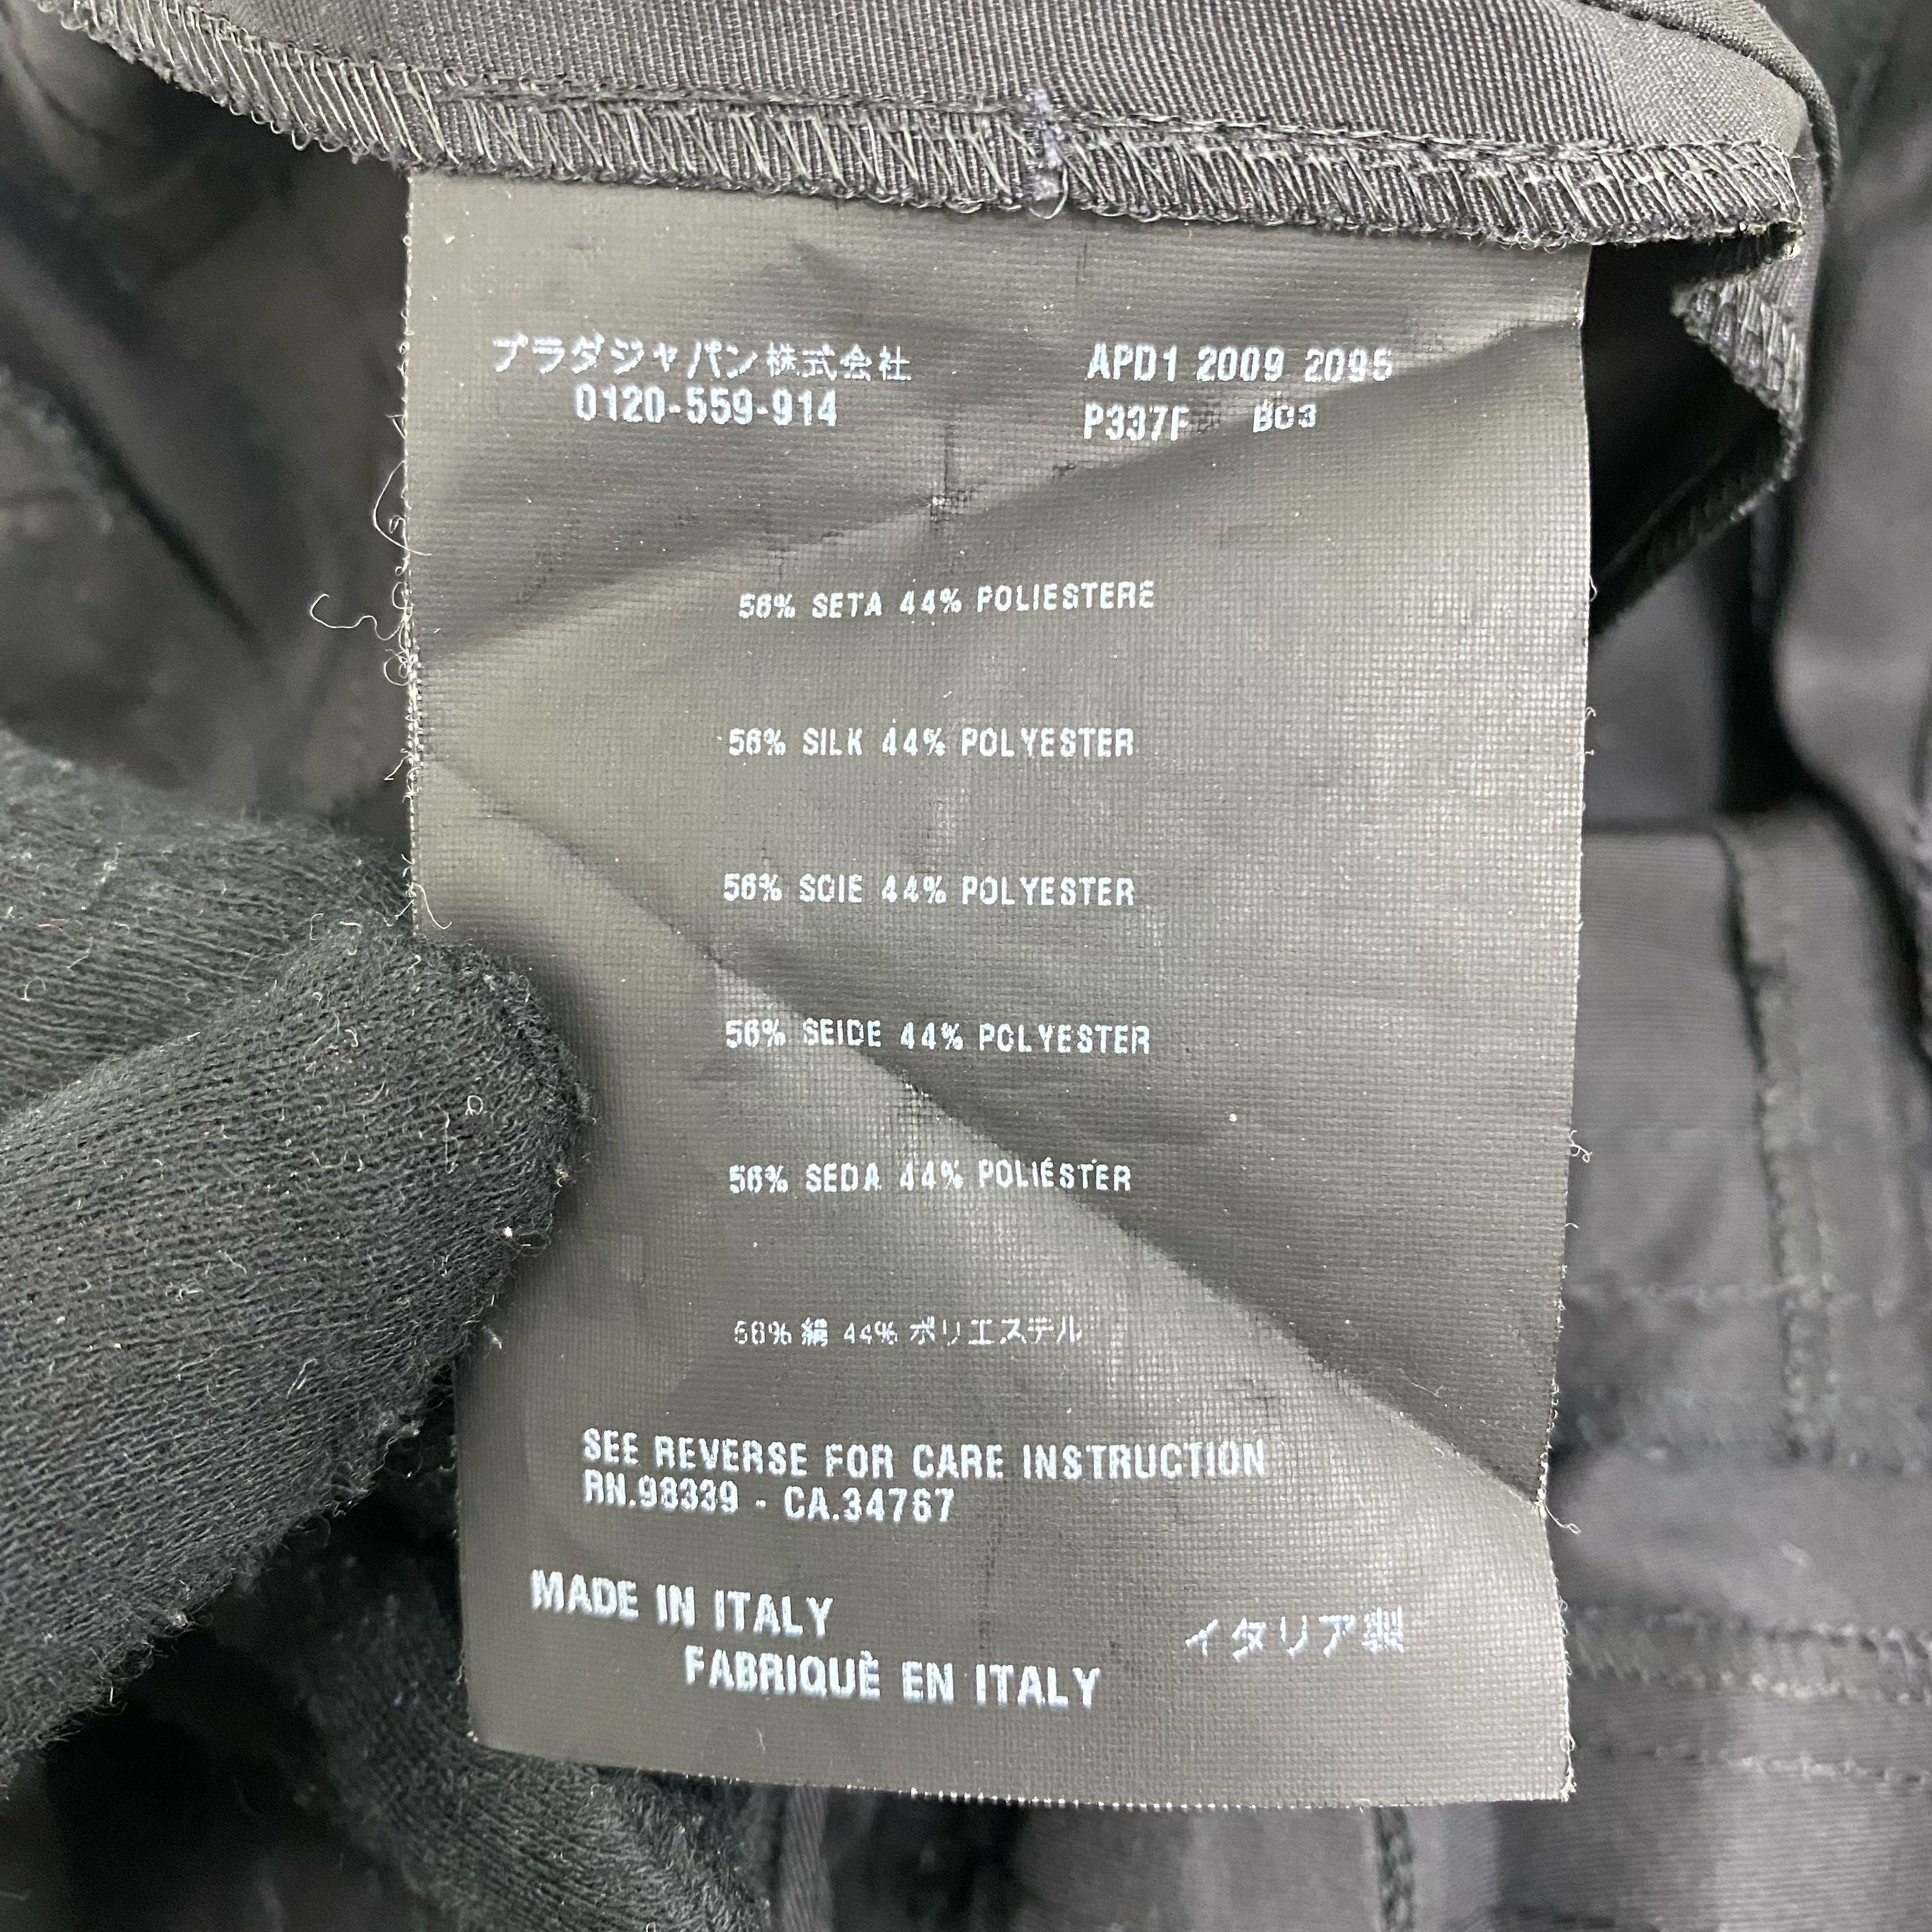 プラダジャパン株式会社
0120-559-914
APD1 2009 2095
P337F BO3
56% SETA 44% POLIESTERE
56% SILK 44% POLYESTER
56% SOIE 44% POLYESTER
56% SEIDE 44% POLYESTER
56% SEDA 44% POLIÉSTER
56% 絹 44% ポリエステル
SEE REVERSE FOR CARE INSTRUCTION
RN.98339 - CA.34767
MADE IN ITALY
FABRIQUÈ EN ITALY
イタリア製